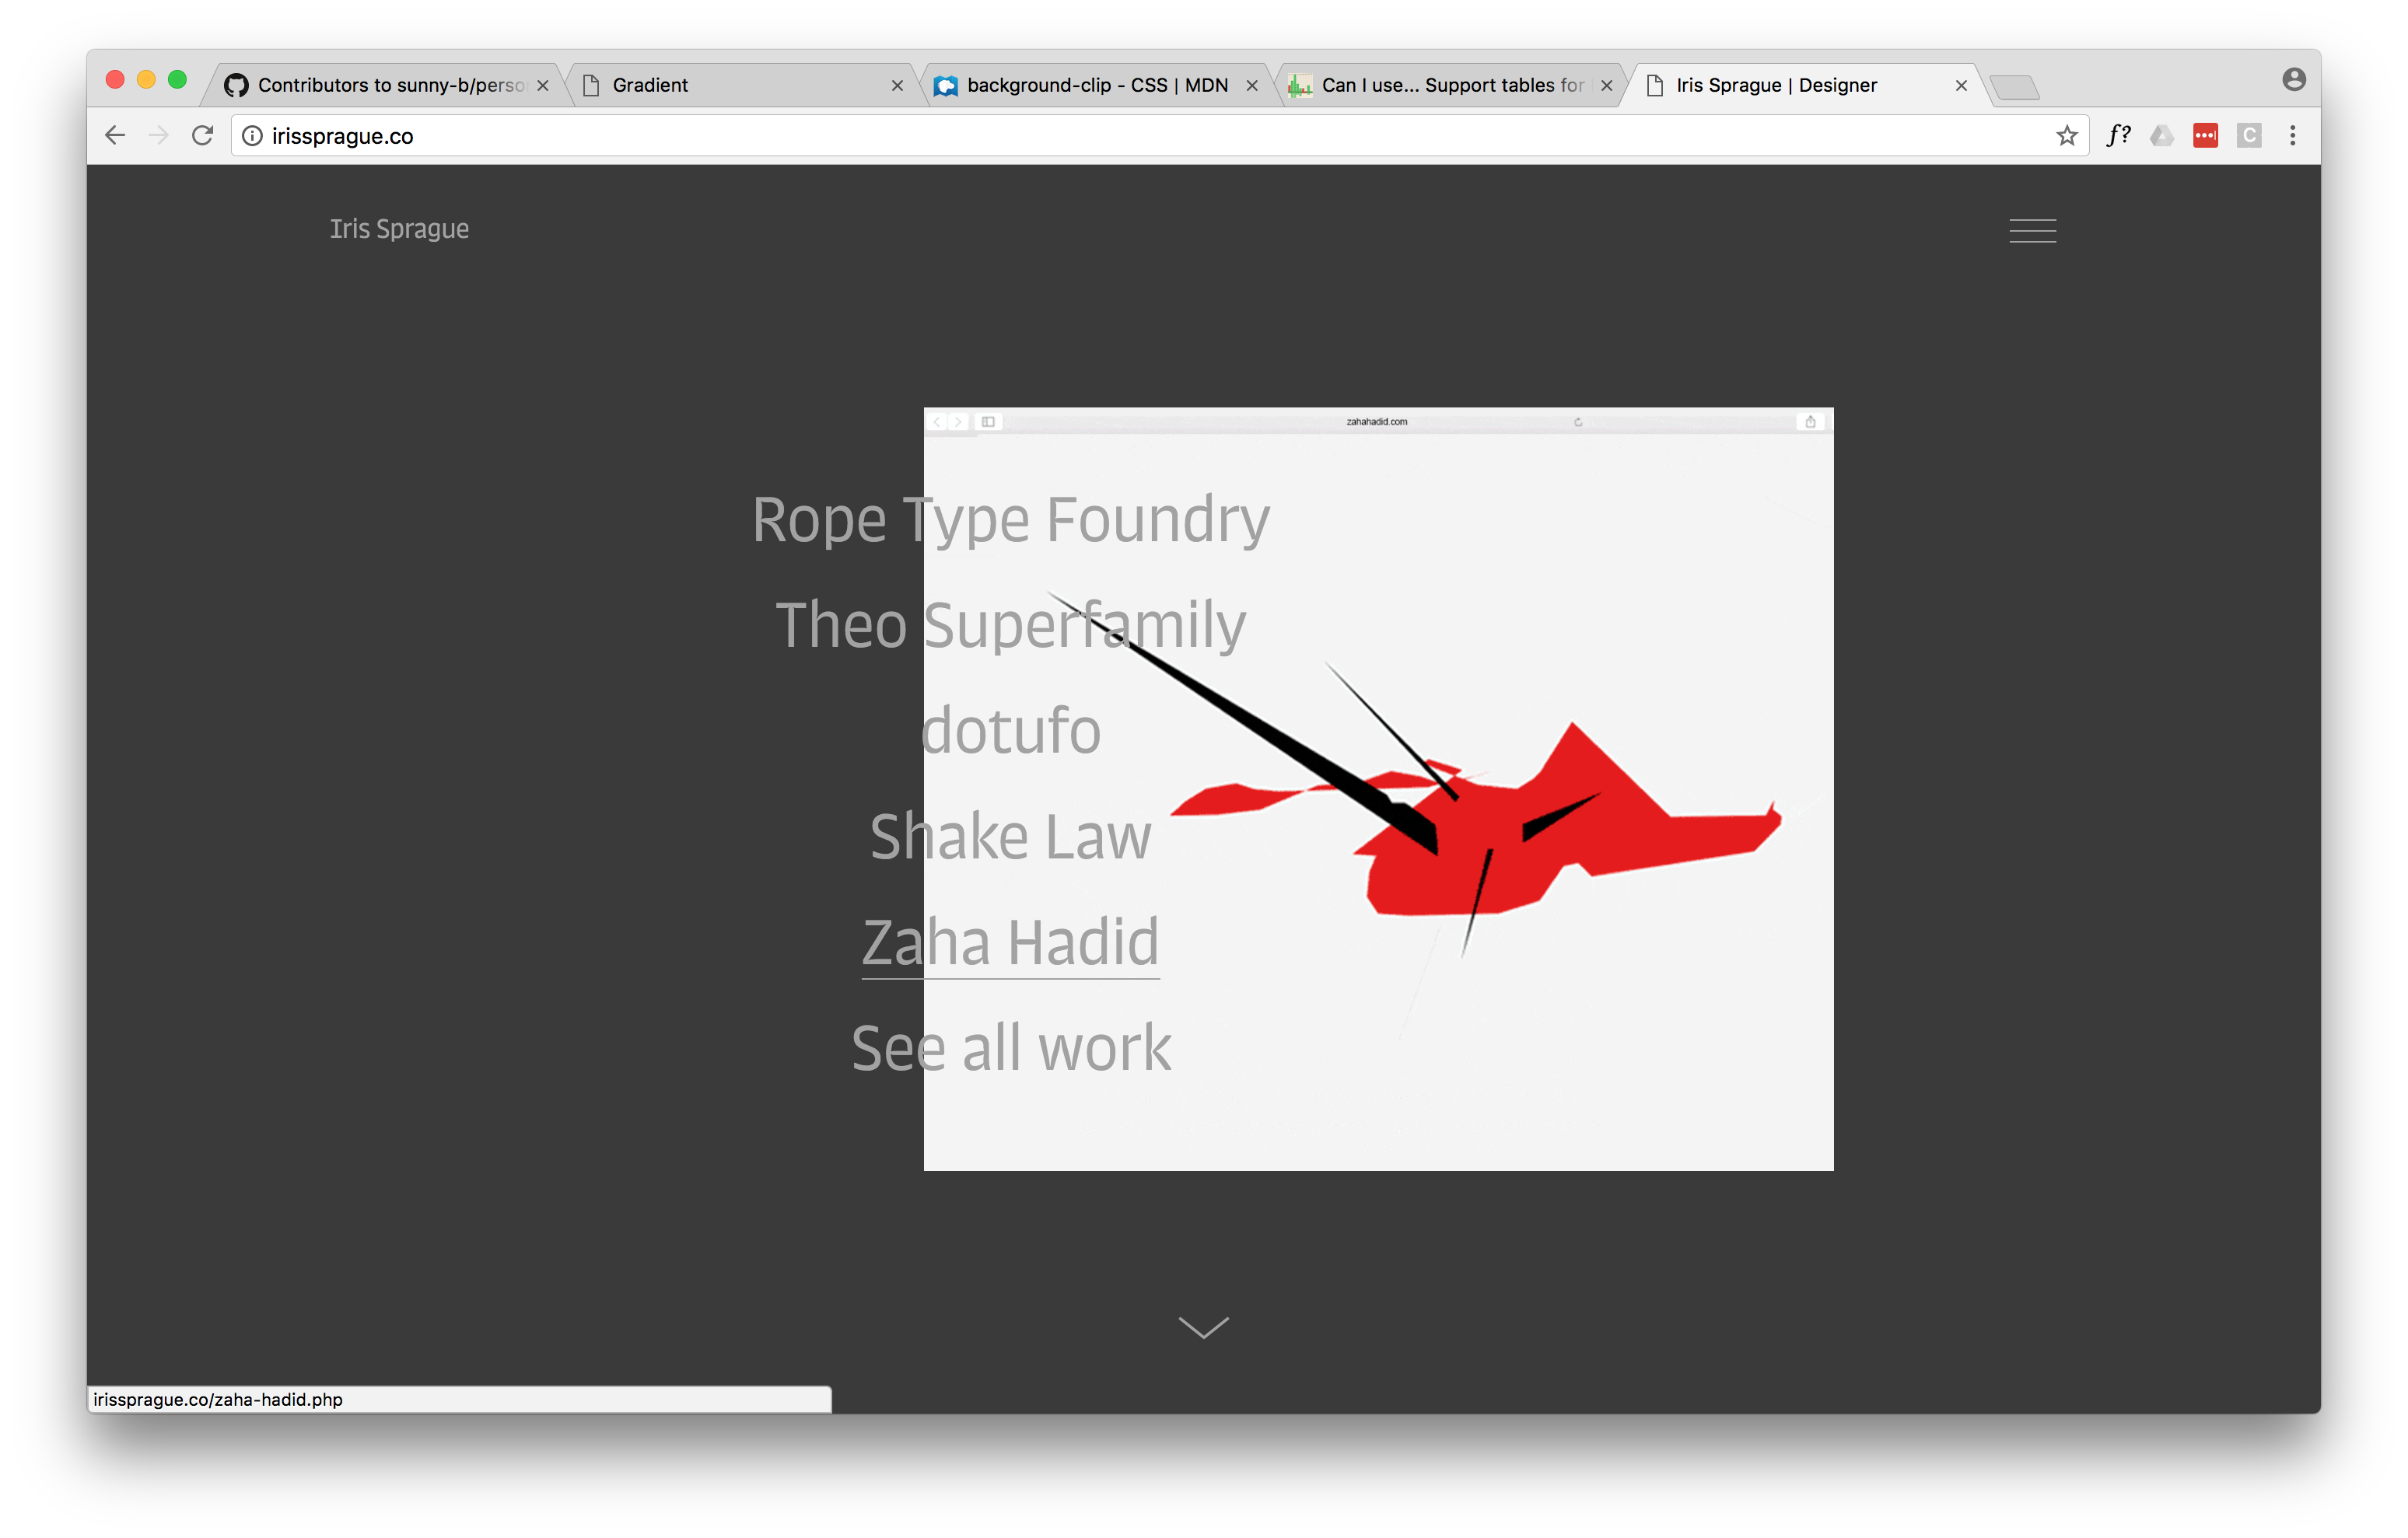 Contributors to sunny-b/perso
Gradient
background-clip - CSS | MDN
Can I use... Support tables for
Iris Sprague | Designer
irissprague.co
f?
C
Iris Sprague
zahahadid.com
Rope Type Foundry
Theo Superfamily
dotufo
Shake Law
Zaha Hadid
See all work
irissprague.co/zaha-hadid.php